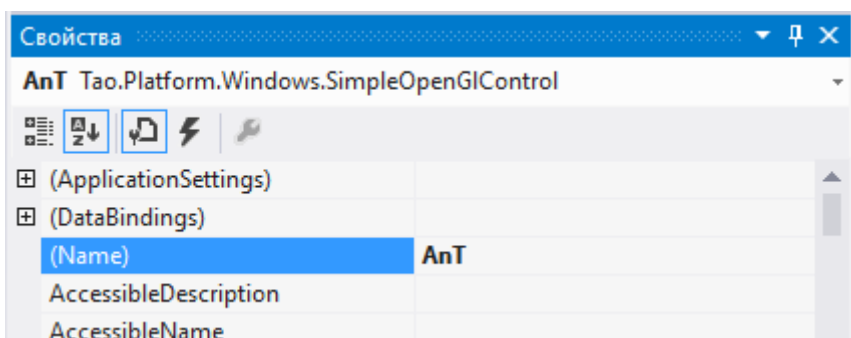 Свойства
AnT Tao.Platform.Windows.SimpleOpenGlControl
(ApplicationSettings)
(DataBindings)
(Name) AnT
AccessibleDescription
AccessibleName